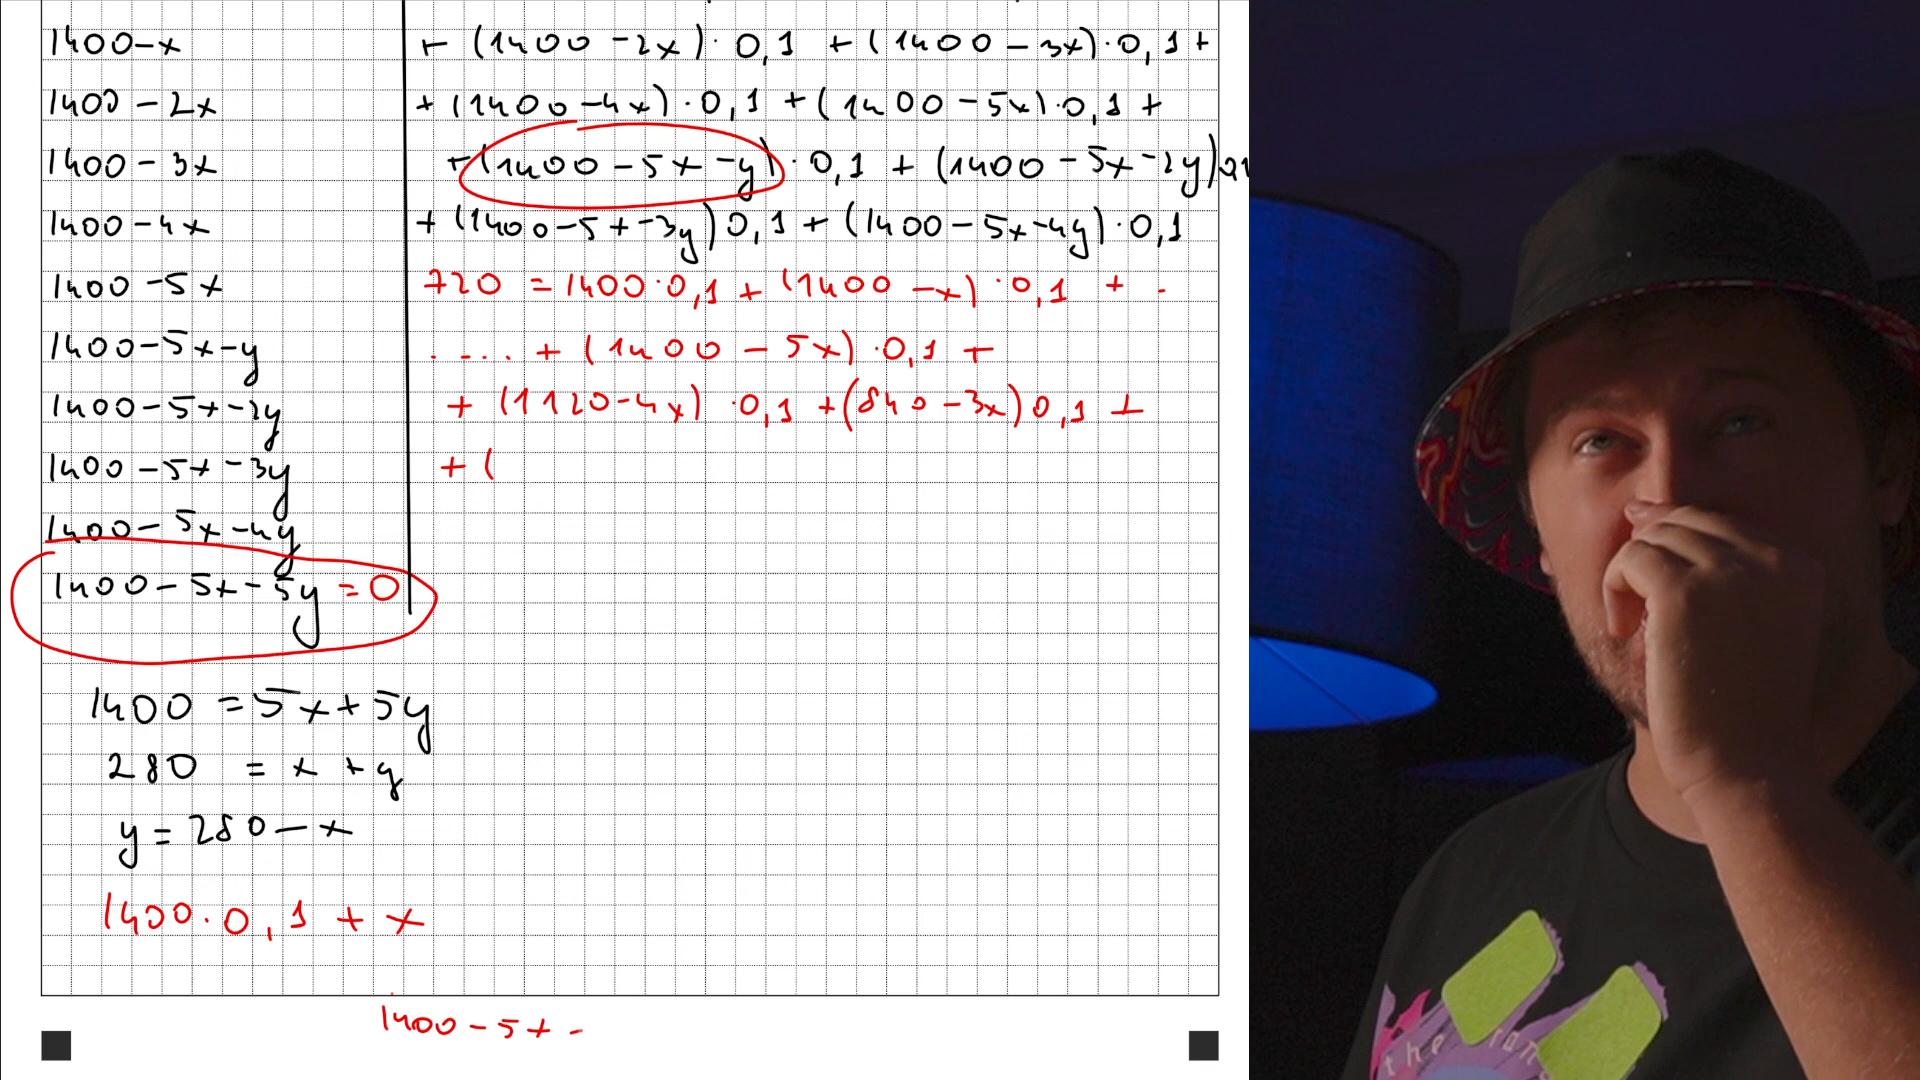 1400-x
1400-2x
1400-3x
1400-4x
1400-5x
1400-5x-y
1400-5x-2y
1400-5x-3y
1400-5x-4y
1400-5x-5y=0
1400=5x+5y
280=x+y
y=280-x
1400·0,1+x
+(1400-2x)·0,1+(1400-3x)·0,1+
+(1400-4x)·0,1+(1400-5x)·0,1+
+(1400-5x-y)·0,1+(1400-5x-2y)
+(1400-5x-3y)0,1+(1400-5x-4y)·0,1
720=1400·0,1+(1400-x)·0,1+.
....+(1400-5x)·0,1+
+(1120-4x)·0,1+(840-3x)0,1+
+(
1400-5x-
the ran